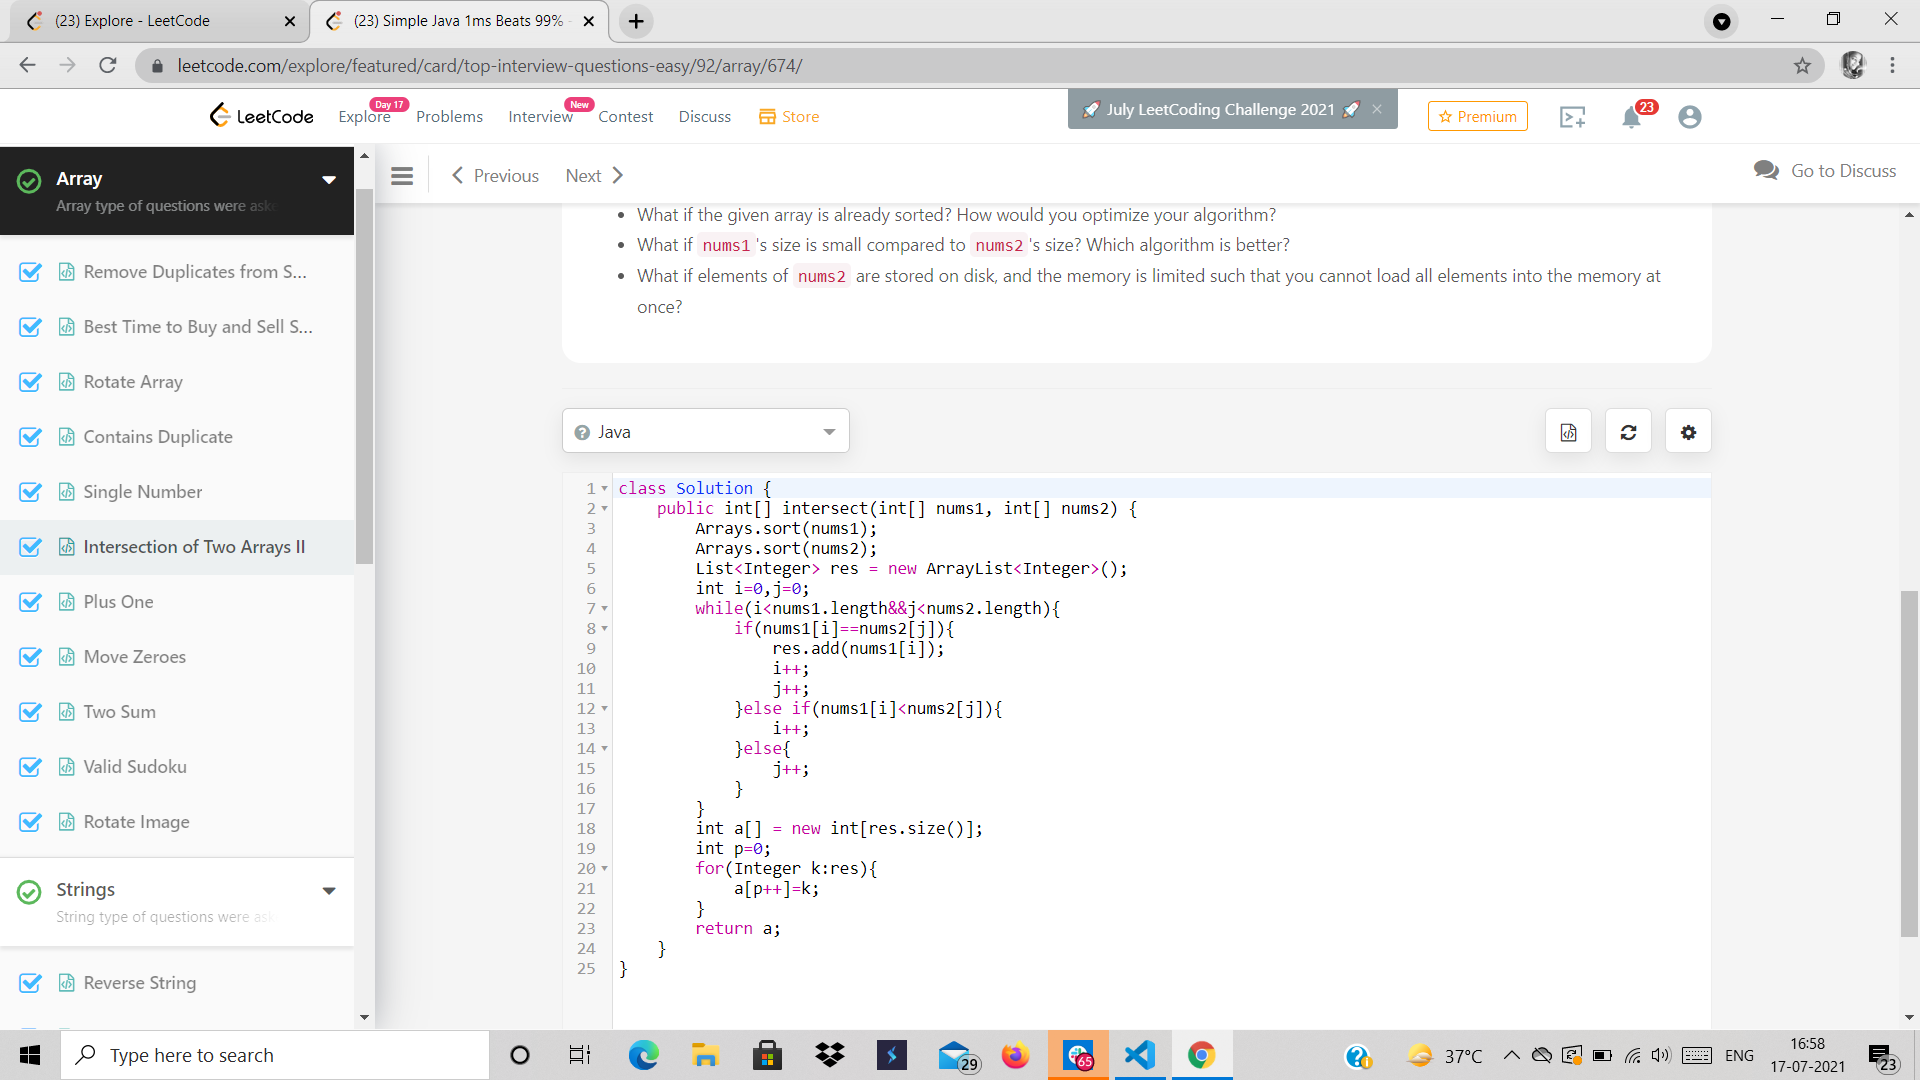 (23) Explore - LeetCode
(23) Simple Java 1ms Beats 99% -
leetcode.com/explore/featured/card/top-interview-questions-easy/92/array/674/
LeetCode
Explore
Day 17
Problems
Interview
New
Contest
Discuss
Store
July LeetCoding Challenge 2021
Premium
23
Array
Array type of questions were aske
Previous
Next
Go to Discuss
Remove Duplicates from S...
Best Time to Buy and Sell S...
Rotate Array
Contains Duplicate
Single Number
Intersection of Two Arrays II
Plus One
Move Zeroes
Two Sum
Valid Sudoku
Rotate Image
Strings
String type of questions were ask
Reverse String
What if the given array is already sorted? How would you optimize your algorithm?
What if nums1 's size is small compared to nums2 's size? Which algorithm is better?
What if elements of nums2 are stored on disk, and the memory is limited such that you cannot load all elements into the memory at
once?
Java
1 class Solution {
2     public int[] intersect(int[] nums1, int[] nums2) {
3         Arrays.sort(nums1);
4         Arrays.sort(nums2);
5         List<Integer> res = new ArrayList<Integer>();
6         int i=0,j=0;
7         while(i<nums1.length&&j<nums2.length){
8             if(nums1[i]==nums2[j]){
9                 res.add(nums1[i]);
10                 i++;
11                 j++;
12             }else if(nums1[i]<nums2[j]){
13                 i++;
14             }else{
15                 j++;
16             }
17         }
18         int a[] = new int[res.size()];
19         int p=0;
20         for(Integer k:res){
21             a[p++]=k;
22         }
23         return a;
24     }
25 }
Type here to search
29
65
37°C
ENG
16:58
17-07-2021
23